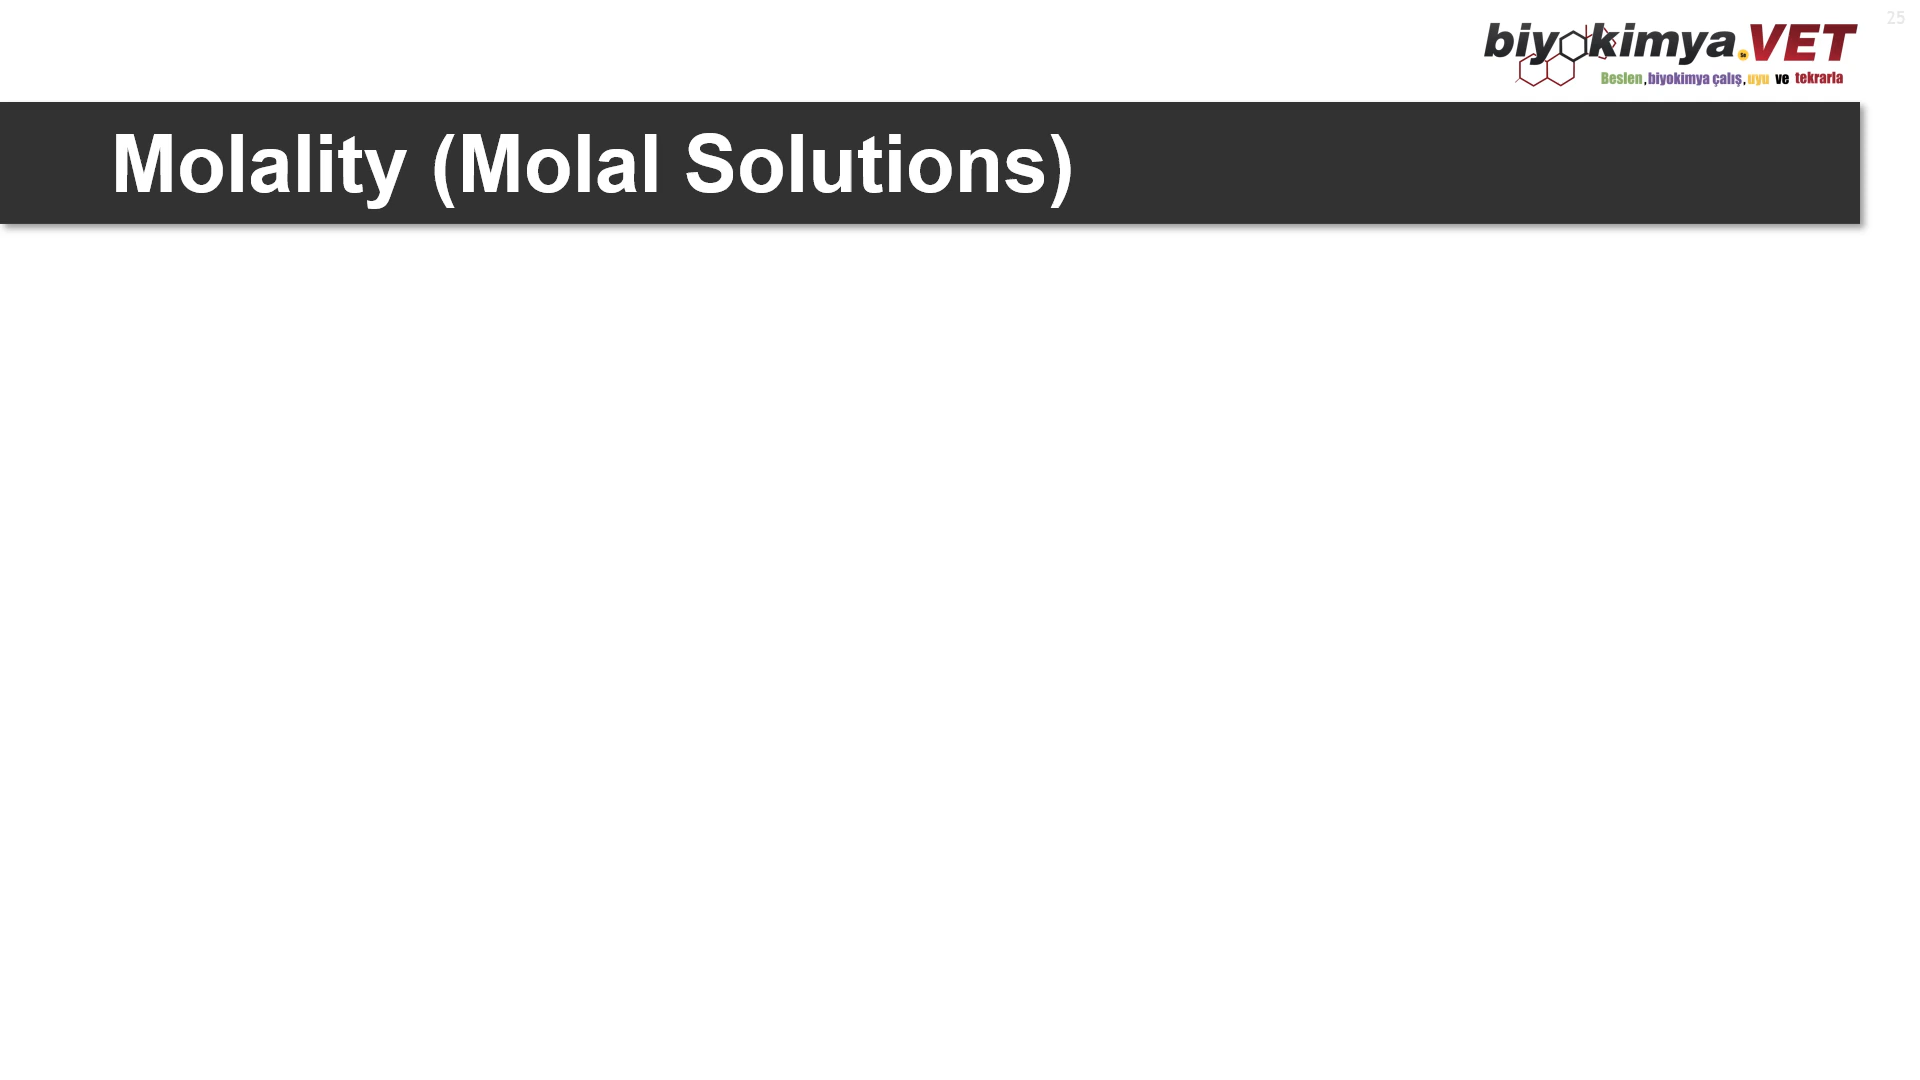 25
biyokimya.VET
Beslen, biyokimya çalış, uyu ve tekrarla
Molality (Molal Solutions)